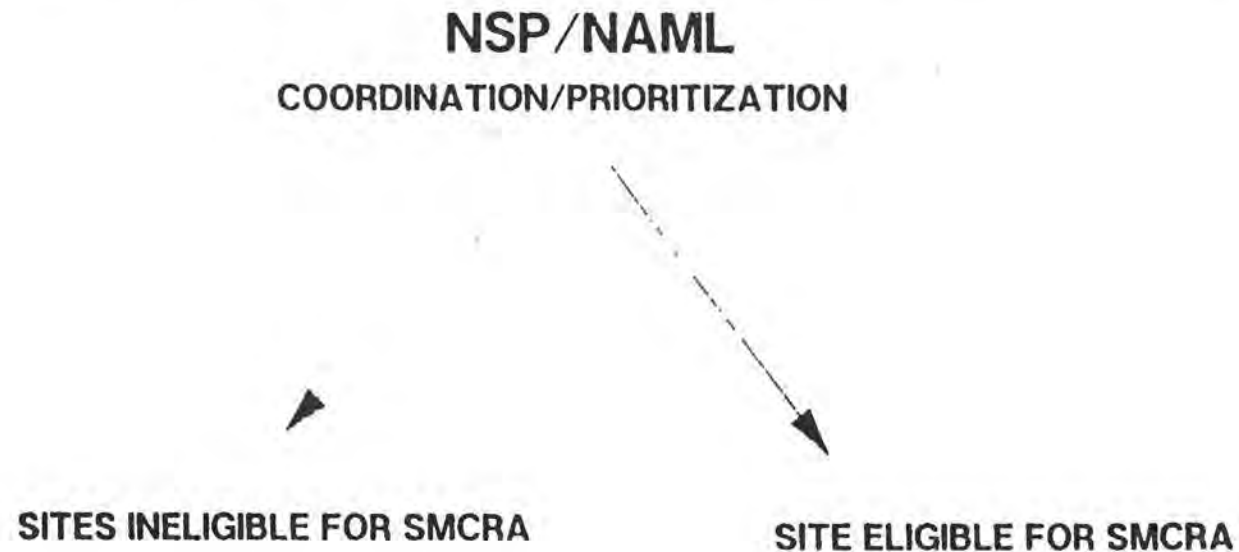 NSP/NAML
COORDINATION/PRIORITIZATION
SITES INELIGIBLE FOR SMCRA
SITE ELIGIBLE FOR SMCRA